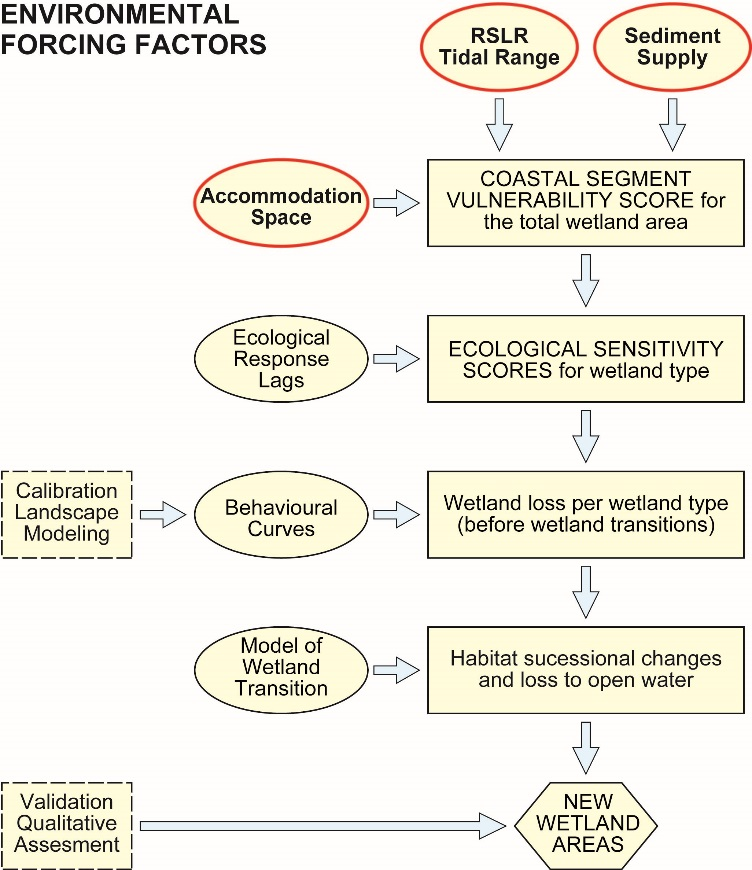 ENVIRONMENTAL
FORCING FACTORS
RSLR
Tidal Range
Sediment
Supply
Accommodation
Space
COASTAL SEGMENT
VULNERABILITY SCORE for
the total wetland area
Ecological
Response
Lags
ECOLOGICAL SENSITIVITY
SCORES for wetland type
Calibration
Landscape
Modeling
Behavioural
Curves
Wetland loss per wetland type
(before wetland transitions)
Model of
Wetland
Transition
Habitat sucessional changes
and loss to open water
Validation
Qualitative
Assesment
NEW
WETLAND
AREAS